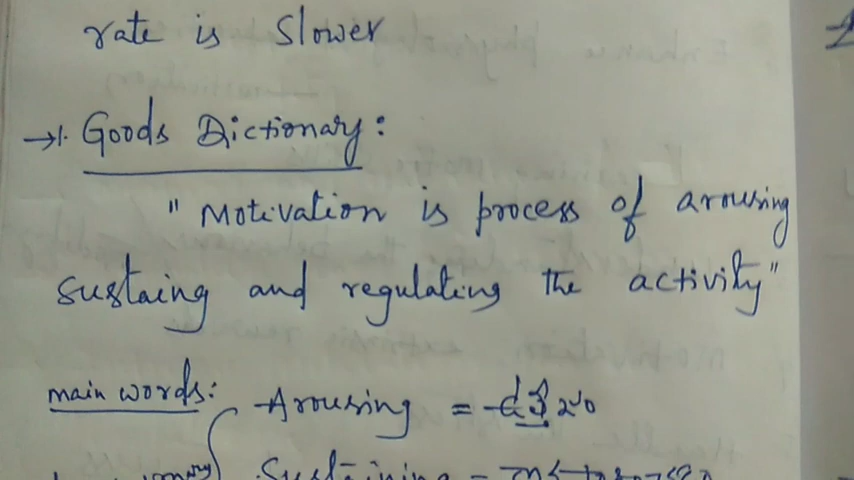 rate is slower
→1. Goods Dictionary:
" Motivation is process of arousing
sustaing and regulating the activity"
main words: Arousing =
Sustaining =